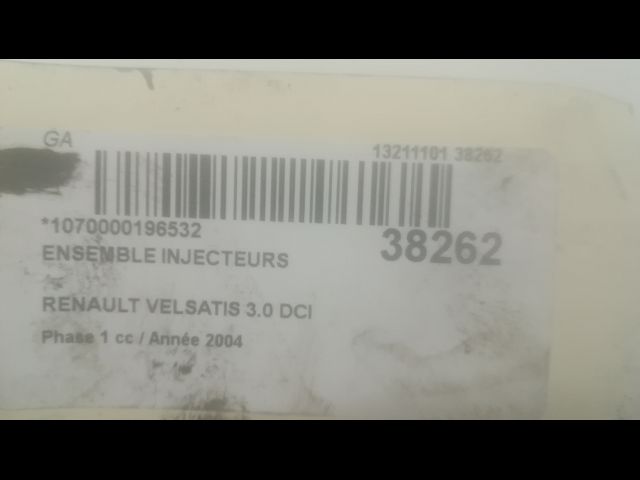 GA
13211101 38262
*1070000196532
38262
ENSEMBLE INJECTEURS
RENAULT VELSATIS 3.0 DCI
Phase 1 cc / Année 2004